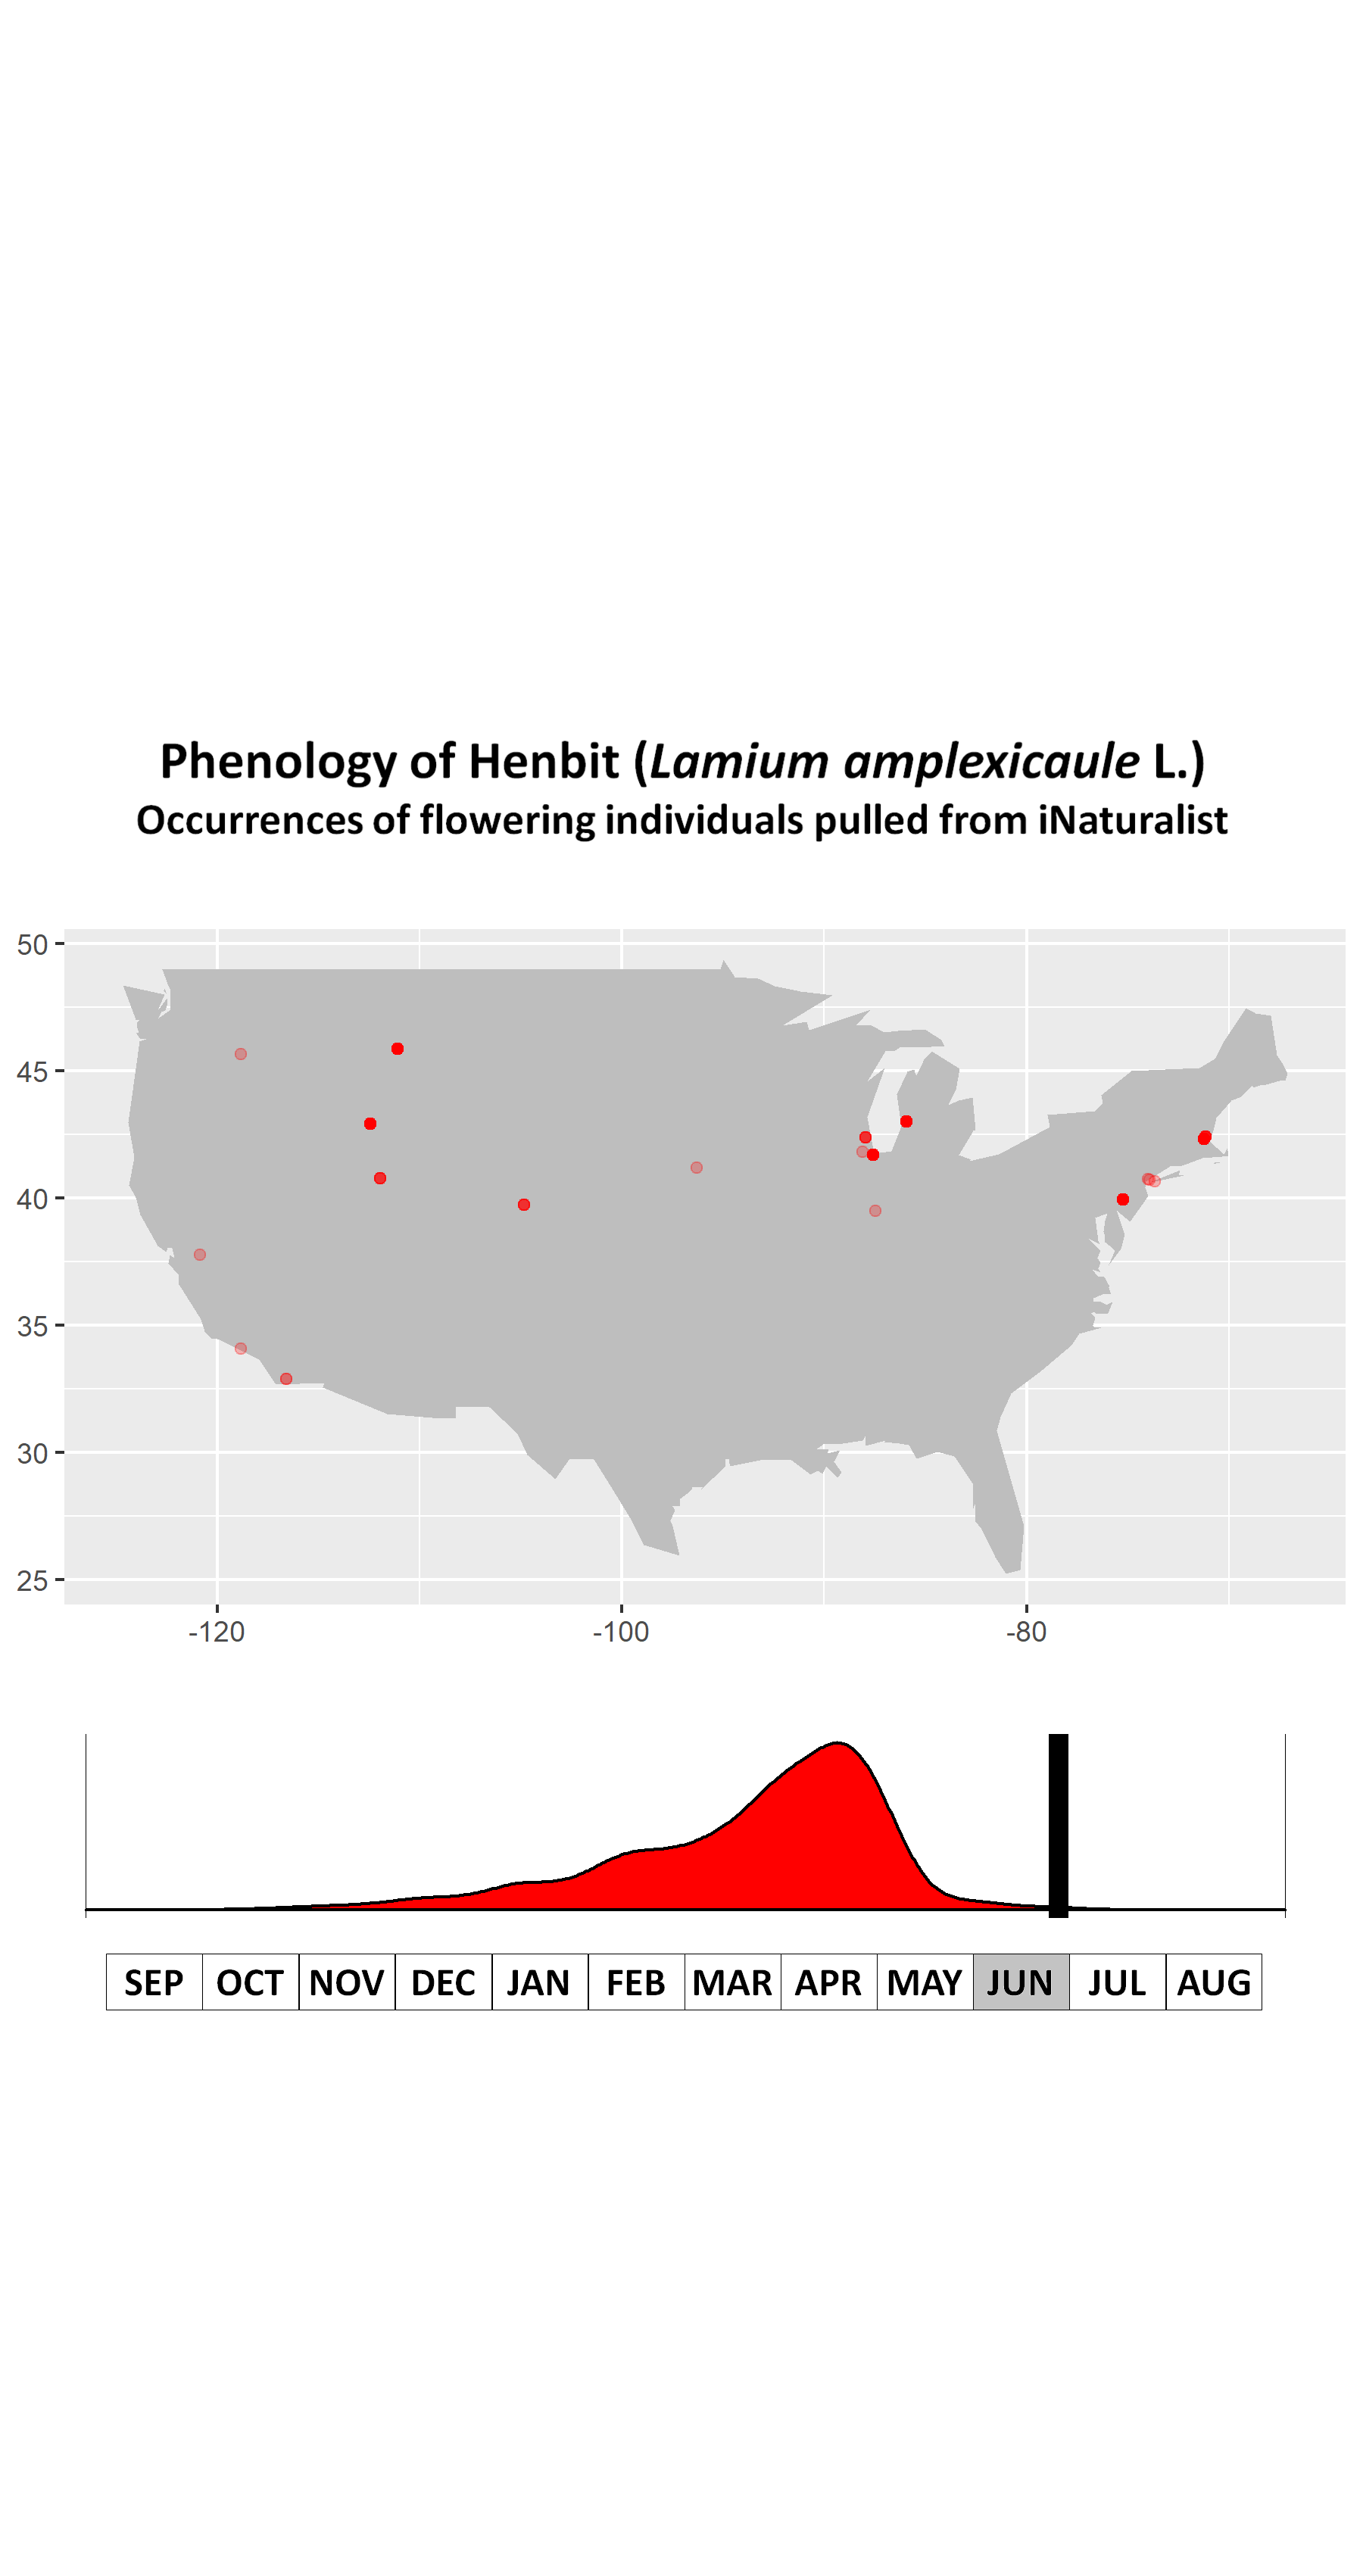 Phenology of Henbit (Lamium amplexicaule L.)
Occurrences of flowering individuals pulled from iNaturalist
50
45
40
35
30
25
-120 -100 -80
SEP OCT NOV DEC JAN FEB MAR APR MAY JUN JUL AUG